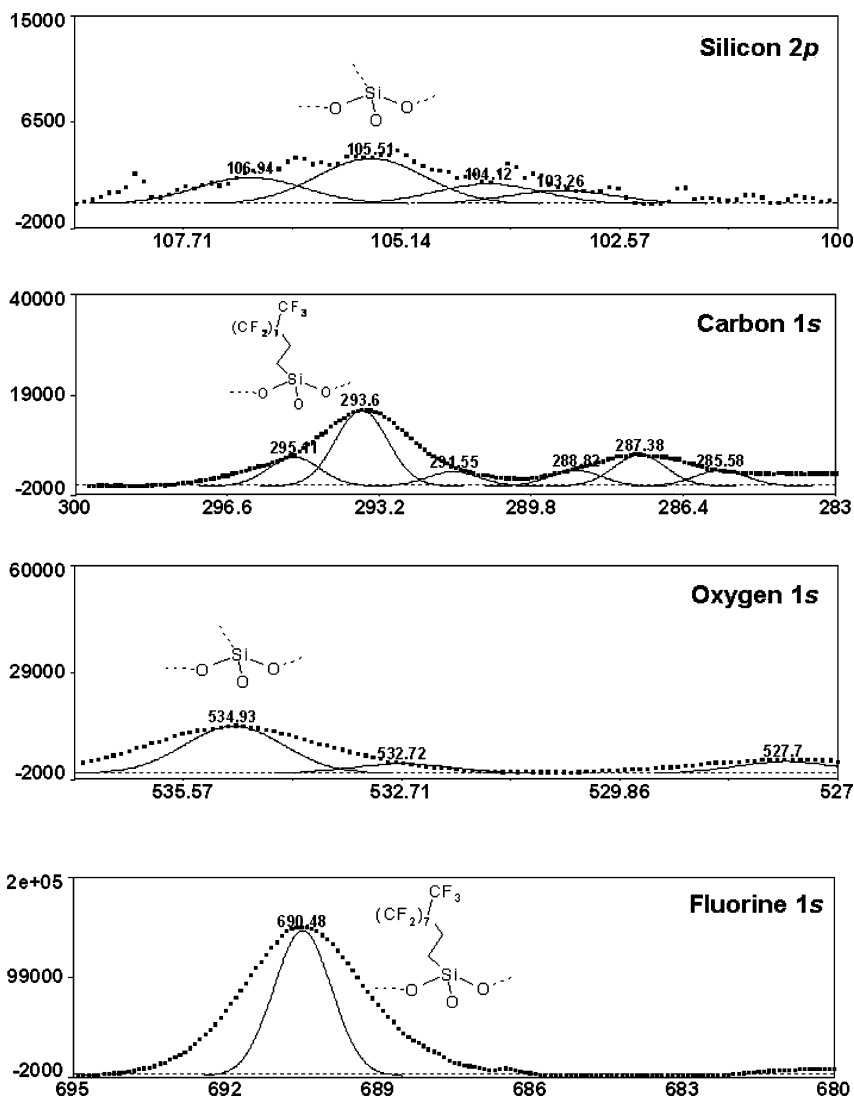 15000
Silicon 2p
Si
O O
O
6500
106.94 105.51 104.12 103.26
-2000
107.71 105.14 102.57 100
40000
Carbon 1s
CF3
(CF2)
Si
O O
O
19000
295.11 293.6 291.55 288.82 287.38 285.58
-2000
300 296.6 293.2 289.8 286.4 283
60000
Oxygen 1s
Si
O O
O
29000
534.93 532.72 527.7
-2000
535.57 532.71 529.86 527
2e+05
Fluorine 1s
CF3
(CF2)7
690.48
Si
O O
O
99000
-2000
695 692 689 686 683 680